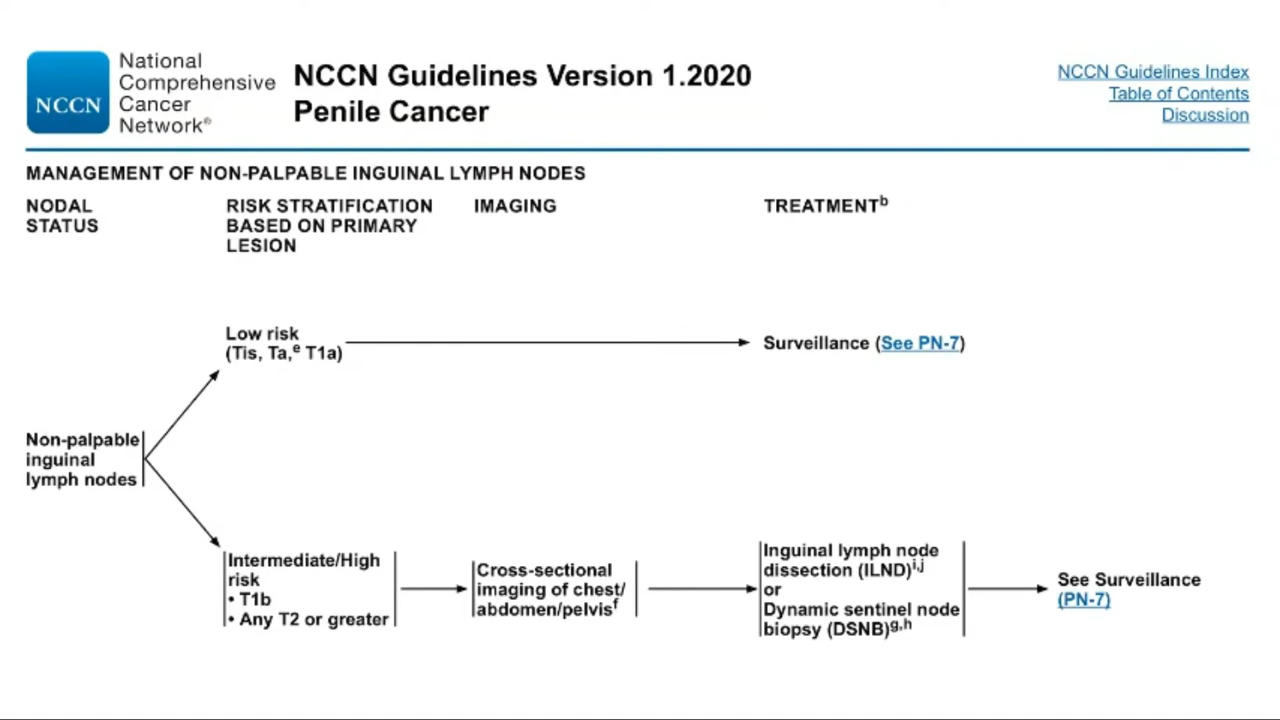 NCCN
National
Comprehensive
Cancer
Network®
NCCN Guidelines Version 1.2020
Penile Cancer
NCCN Guidelines Index
Table of Contents
Discussion
MANAGEMENT OF NON-PALPABLE INGUINAL LYMPH NODES
NODAL
STATUS
RISK STRATIFICATION
BASED ON PRIMARY
LESION
IMAGING
TREATMENTb
Low risk
(Tis, Ta,e T1a)
Surveillance (See PN-7)
Non-palpable
inguinal
lymph nodes
Intermediate/High
risk
• T1b
• Any T2 or greater
Cross-sectional
imaging of chest/
abdomen/pelvisf
Inguinal lymph node
dissection (ILND)i,j
or
Dynamic sentinel node
biopsy (DSNB)g,h
See Surveillance
(PN-7)